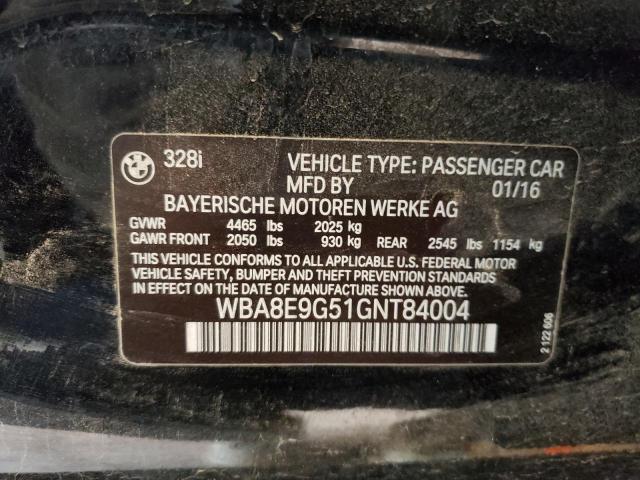 328i VEHICLE TYPE: PASSENGER CAR
MFD BY 01/16
BAYERISCHE MOTOREN WERKE AG
GVWR 4465 lbs 2025 kg
GAWR FRONT 2050 lbs 930 kg REAR 2545 lbs 1154 kg
THIS VEHICLE CONFORMS TO ALL APPLICABLE U.S. FEDERAL MOTOR
VEHICLE SAFETY, BUMPER AND THEFT PREVENTION STANDARDS
IN EFFECT ON THE DATE OF MANUFACTURE SHOWN ABOVE.
WBA8E9G51GNT84004
2 122 606